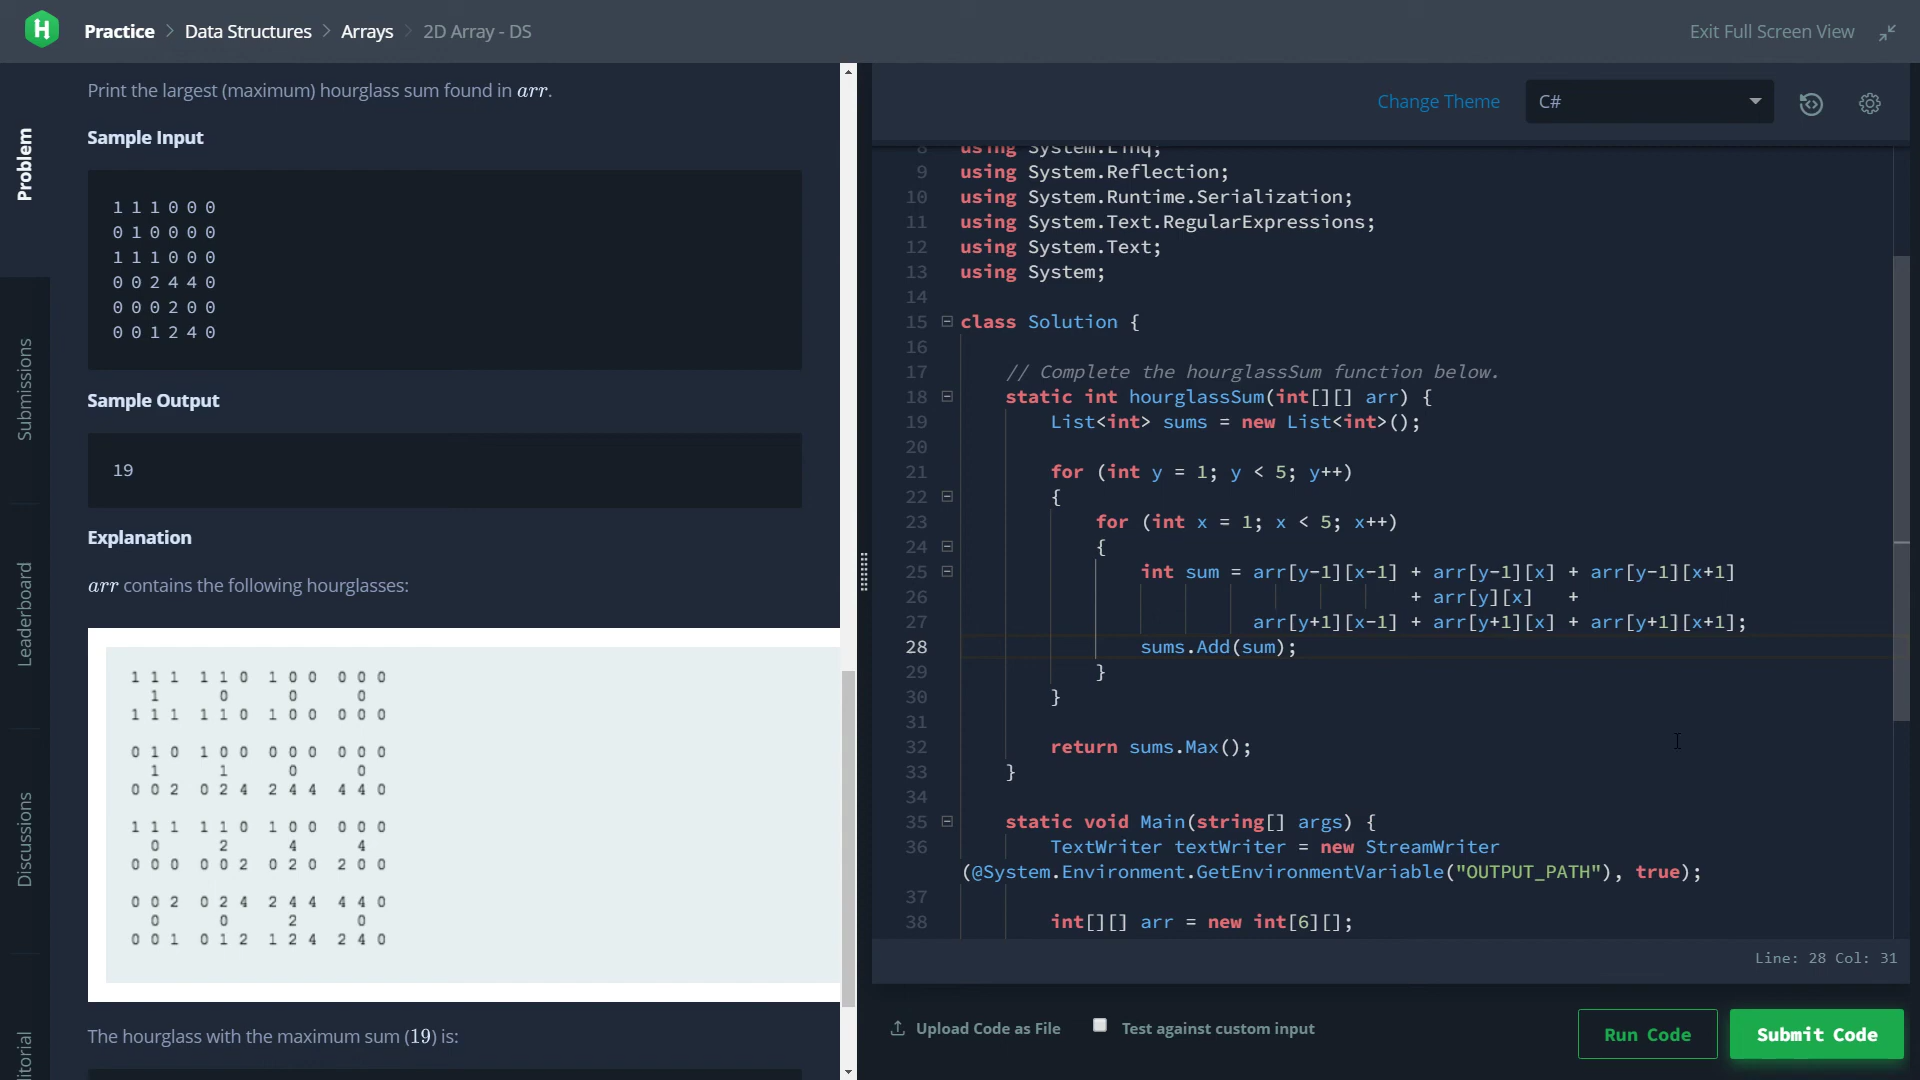 Practice > Data Structures > Arrays > 2D Array - DS
Exit Full Screen View
Problem
Submissions
Leaderboard
Discussions
Print the largest (maximum) hourglass sum found in arr.
Sample Input
1 1 1 0 0 0
0 1 0 0 0 0
1 1 1 0 0 0
0 0 2 4 4 0
0 0 0 2 0 0
0 0 1 2 4 0
Sample Output
19
Explanation
arr contains the following hourglasses:
1 1 1 1 1 0 1 0 0 0 0 0
1 0 0 0
1 1 1 1 1 0 1 0 0 0 0 0
0 1 0 1 0 0 0 0 0 0 0 0
1 1 0 0
0 0 2 0 2 4 2 4 4 4 4 0
1 1 1 1 1 0 1 0 0 0 0 0
0 2 4 4
0 0 0 0 0 2 0 2 0 2 0 0
0 0 2 0 2 4 2 4 4 4 4 0
0 0 2 0
0 0 1 0 1 2 1 2 4 2 4 0
The hourglass with the maximum sum (19) is:
Change Theme
C#
8 using System.Linq;
9 using System.Reflection;
10 using System.Runtime.Serialization;
11 using System.Text.RegularExpressions;
12 using System.Text;
13 using System;
14
15 class Solution {
16
17 // Complete the hourglassSum function below.
18 static int hourglassSum(int[][] arr) {
19 List<int> sums = new List<int>();
20
21 for (int y = 1; y < 5; y++)
22 {
23 for (int x = 1; x < 5; x++)
24 {
25 int sum = arr[y-1][x-1] + arr[y-1][x] + arr[y-1][x+1]
26 + arr[y][x] +
27 arr[y+1][x-1] + arr[y+1][x] + arr[y+1][x+1];
28 sums.Add(sum);
29 }
30 }
31
32 return sums.Max();
33 }
34
35 static void Main(string[] args) {
36 TextWriter textWriter = new StreamWriter
(@System.Environment.GetEnvironmentVariable("OUTPUT_PATH"), true);
37
38 int[][] arr = new int[6][];
Line: 28 Col: 31
Upload Code as File
Test against custom input
Run Code
Submit Code